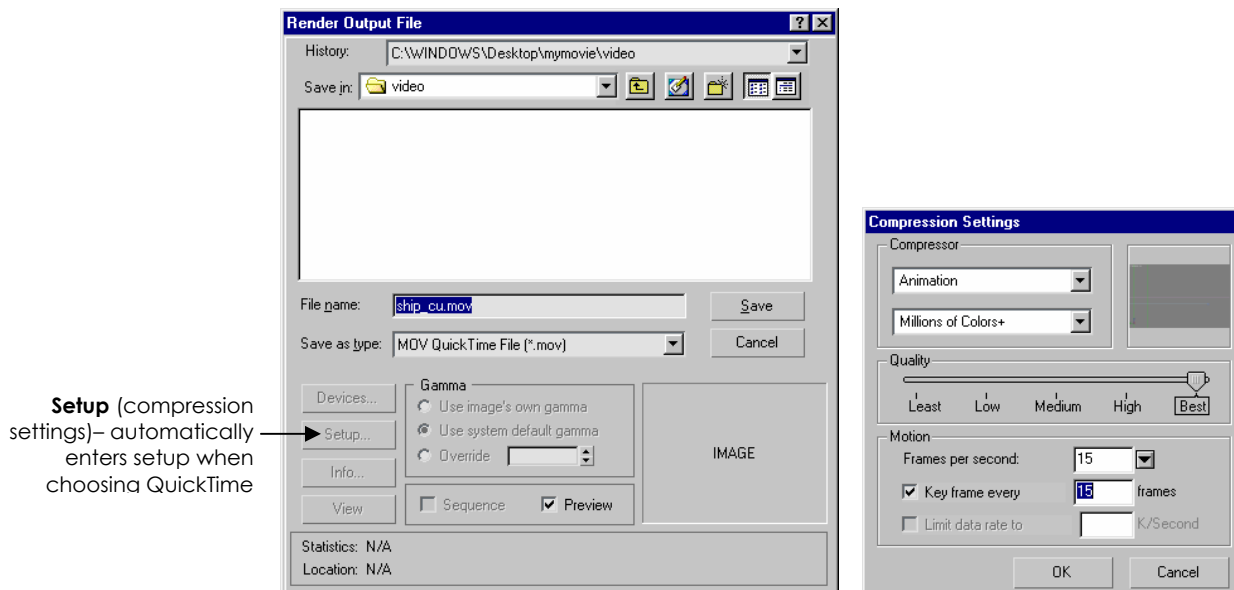 Render Output File
History: C:\WINDOWS\Desktop\mymovie\video
Save in: video
File name: ship_cu.mov Save
Save as type: MOV QuickTime File (*.mov) Cancel
Devices...
Setup...
Info...
View
Gamma
Use image's own gamma
Use system default gamma
Override
Sequence Preview
IMAGE
Statistics: N/A
Location: N/A
Setup (compression
settings)– automatically
enters setup when
choosing QuickTime
Compression Settings
Compressor
Animation
Millions of Colors+
Quality
Least Low Medium High Best
Motion
Frames per second: 15
Key frame every 15 frames
Limit data rate to K/Second
OK Cancel